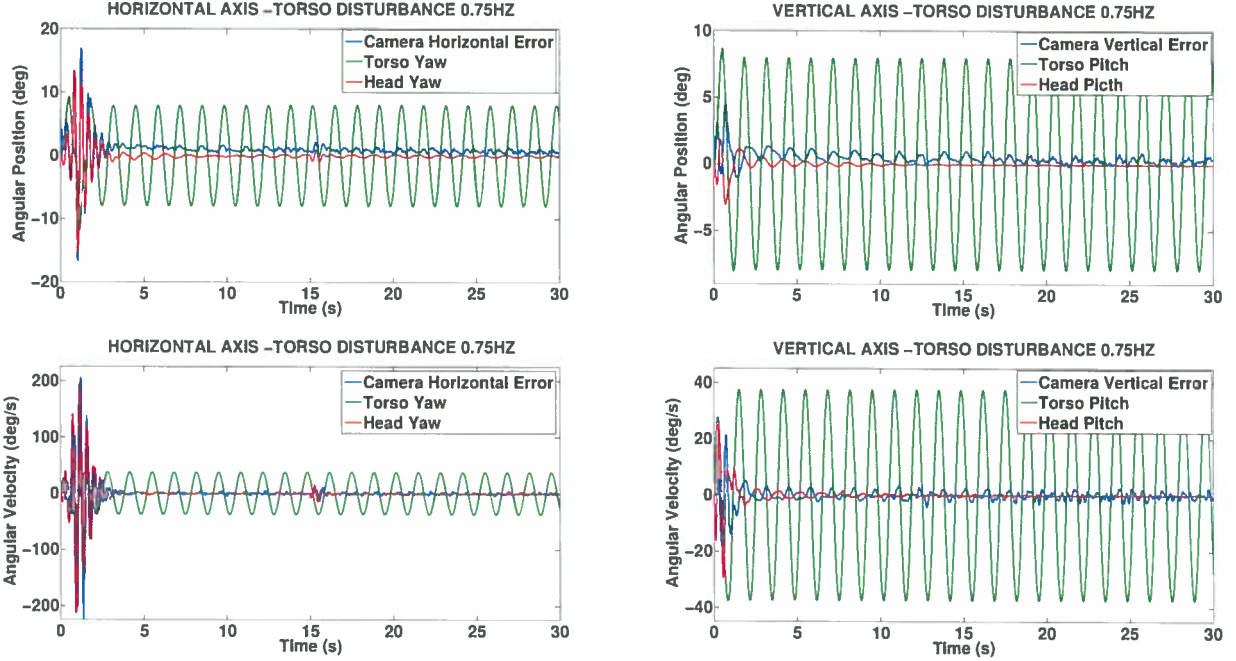 HORIZONTAL AXIS –TORSO DISTURBANCE 0.75HZ
20
10
0
−10
−20
Angular Position (deg)
Camera Horizontal Error
Torso Yaw
Head Yaw
0 5 10 15 20 25 30
Time (s)
VERTICAL AXIS –TORSO DISTURBANCE 0.75HZ
10
5
0
−5
Angular Position (deg)
Camera Vertical Error
Torso Pitch
Head Picth
0 5 10 15 20 25 30
Time (s)
HORIZONTAL AXIS –TORSO DISTURBANCE 0.75HZ
200
100
0
−100
−200
Angular Velocity (deg/s)
Camera Horizontal Error
Torso Yaw
Head Yaw
0 5 10 15 20 25 30
Time (s)
VERTICAL AXIS –TORSO DISTURBANCE 0.75HZ
40
20
0
−20
−40
Angular Velocity (deg/s)
Camera Vertical Error
Torso Pitch
Head Pitch
0 5 10 15 20 25 30
Time (s)